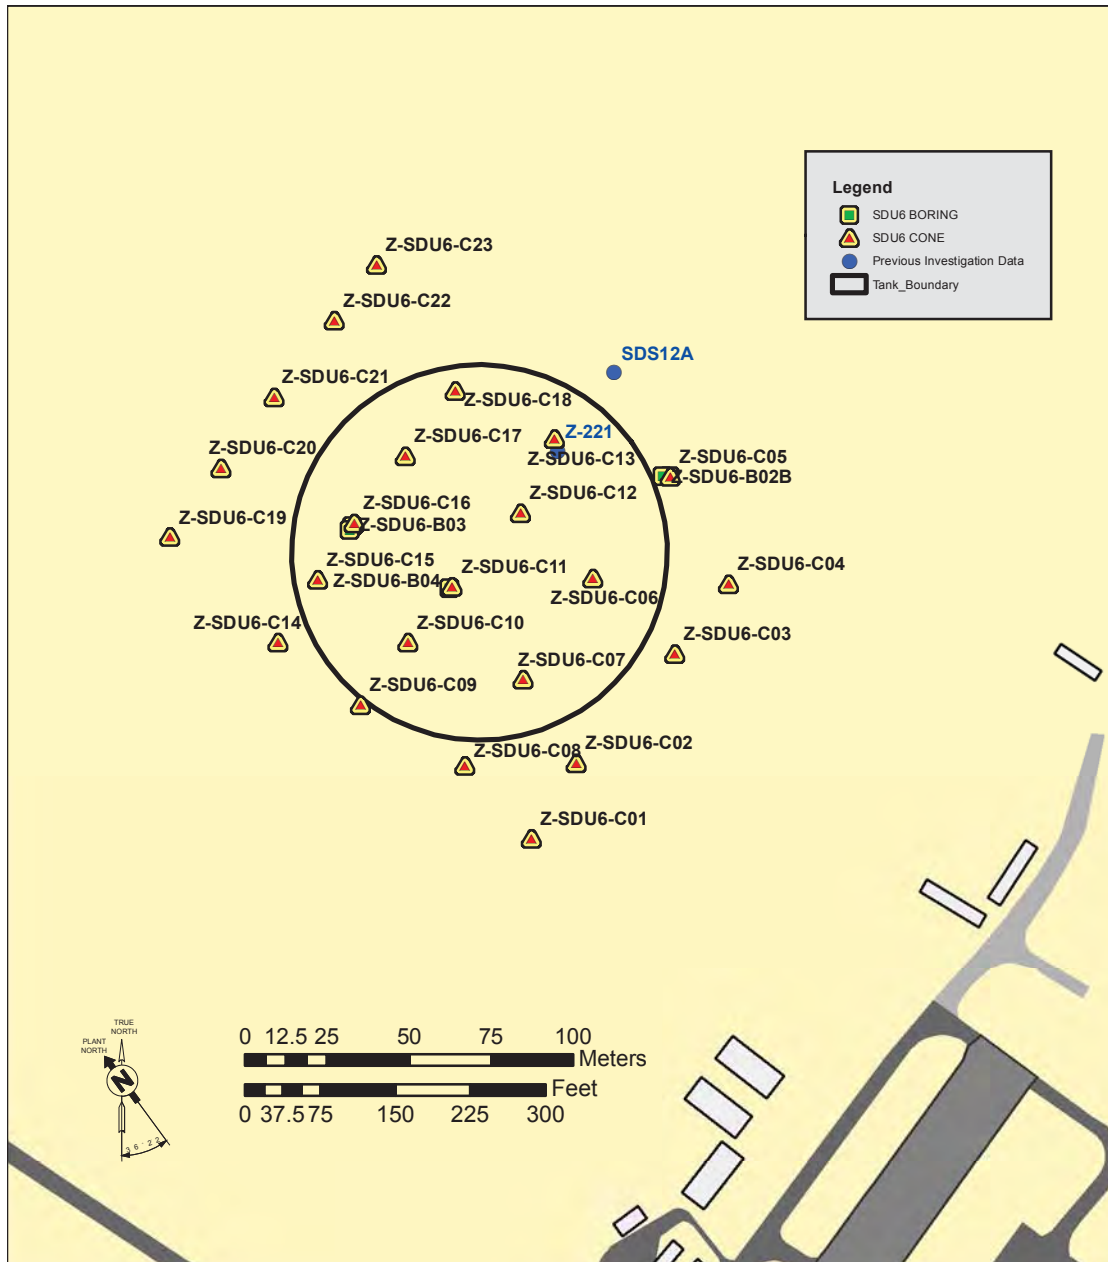 Legend
SDU6 BORING
SDU6 CONE
Previous Investigation Data
Tank_Boundary
Z-SDU6-C23
Z-SDU6-C22
SDS12A
Z-SDU6-C21
Z-SDU6-C18
Z-221
Z-SDU6-C17
Z-SDU6-C20
Z-SDU6-C13
Z-SDU6-C05
Z-SDU6-B02B
Z-SDU6-C12
Z-SDU6-C16
Z-SDU6-B03
Z-SDU6-C19
Z-SDU6-C15
Z-SDU6-B04
Z-SDU6-C11
Z-SDU6-C04
Z-SDU6-C06
Z-SDU6-C14
Z-SDU6-C10
Z-SDU6-C03
Z-SDU6-C07
Z-SDU6-C09
Z-SDU6-C08
Z-SDU6-C02
Z-SDU6-C01
TRUE
NORTH
PLANT
NORTH
N
36·22
0 12.5 25 50 75 100
Meters
Feet
0 37.5 75 150 225 300